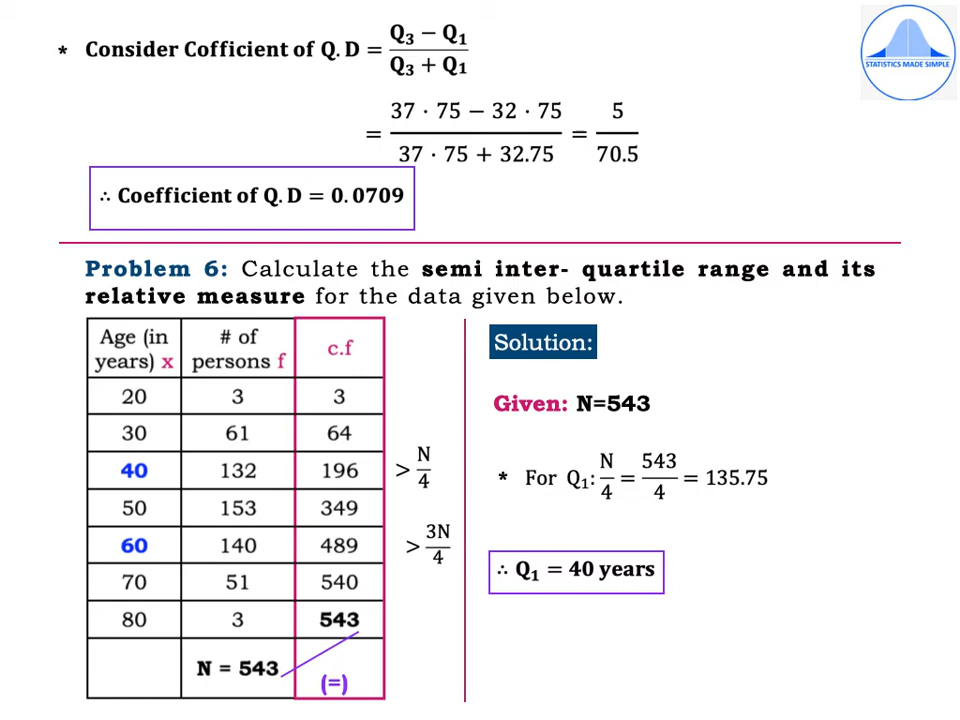 * Consider Cofficient of Q. D = (Q₃ − Q₁)/(Q₃ + Q₁)
STATISTICS MADE SIMPLE
= (37 · 75 − 32 · 75)/(37 · 75 + 32.75) = 5/70.5
∴ Coefficient of Q. D = 0.0709
Problem 6: Calculate the semi inter- quartile range and its
relative measure for the data given below.
Age (in years) x | # of persons f | c.f
20 | 3 | 3
30 | 61 | 64
40 | 132 | 196 > N/4
50 | 153 | 349
60 | 140 | 489 > 3N/4
70 | 51 | 540
80 | 3 | 543
N = 543
(=)
Solution:
Given: N=543
* For Q₁: N/4 = 543/4 = 135.75
∴ Q₁ = 40 years